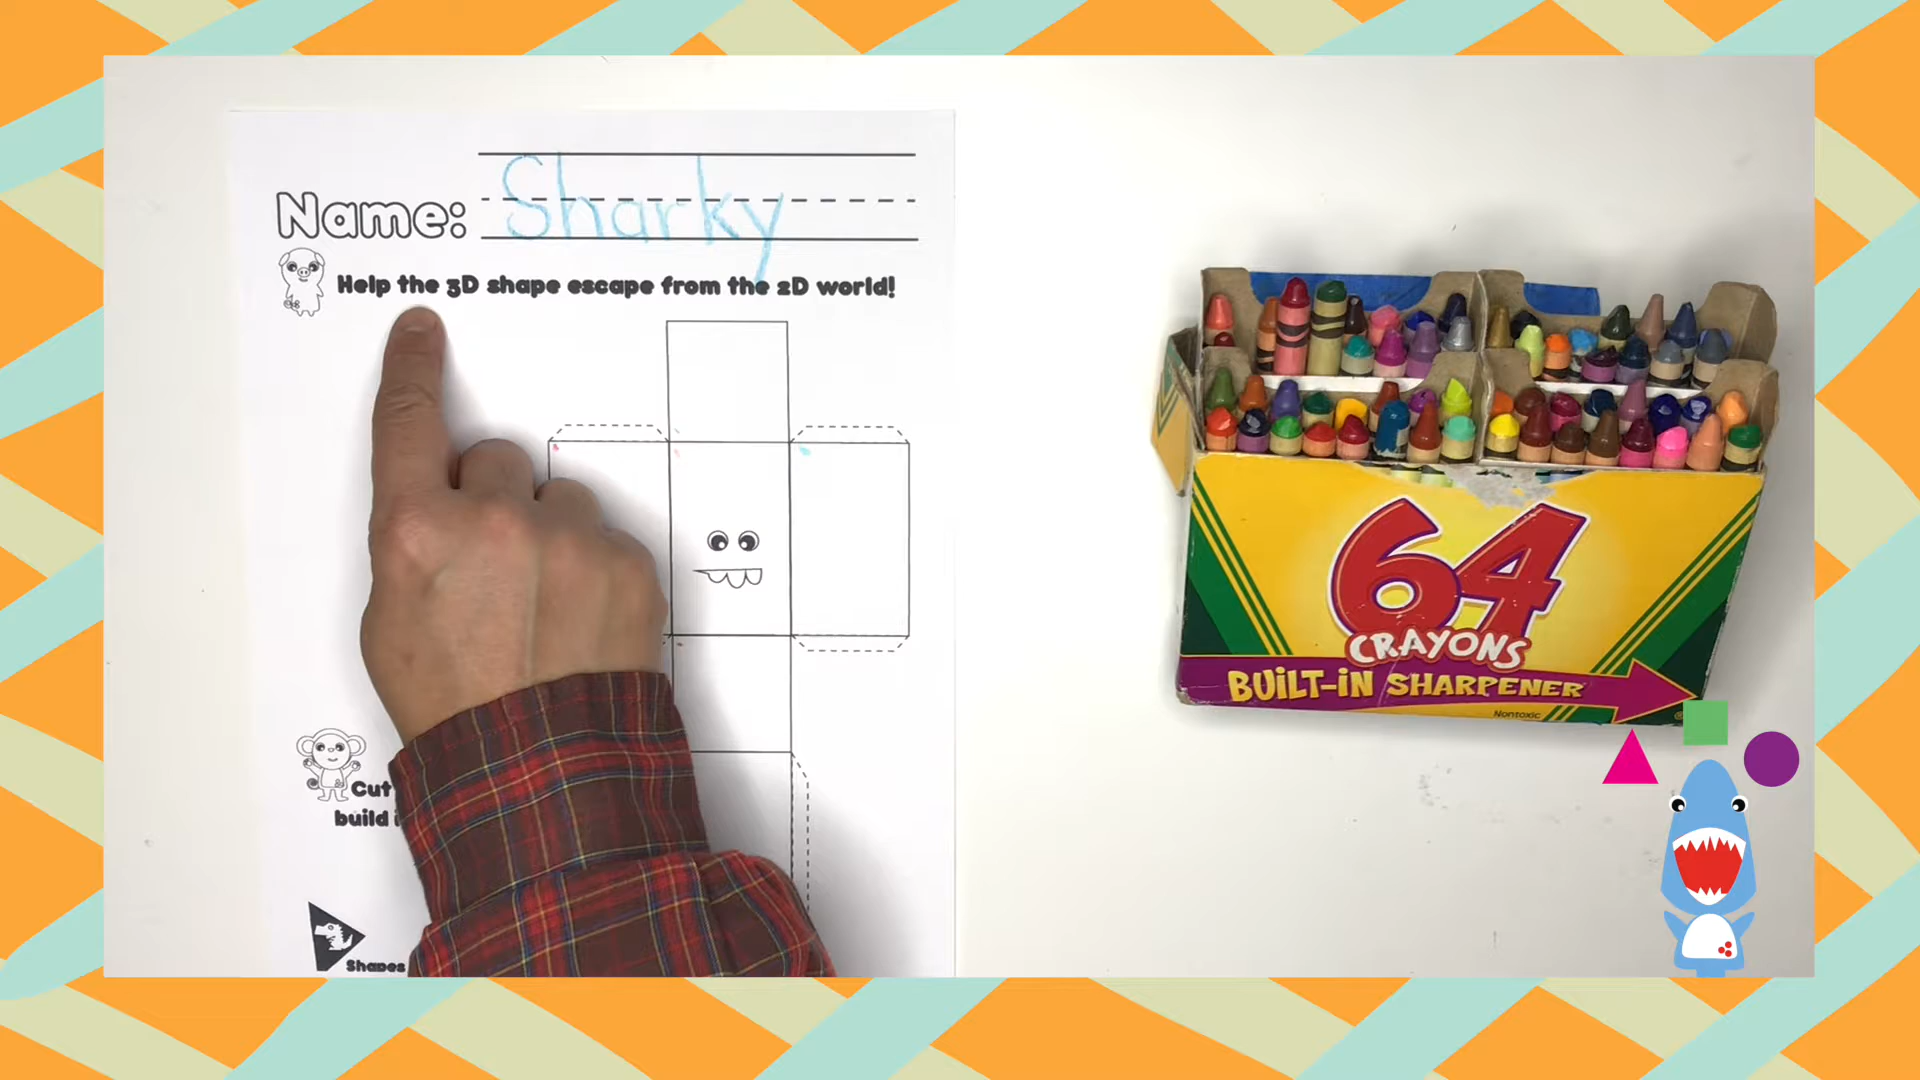 Name: Sharky
Help the 3D shape escape from the 2D world!
Cut
build
Shapes
64
CRAYONS
BUILT-IN SHARPENER
Nontoxic